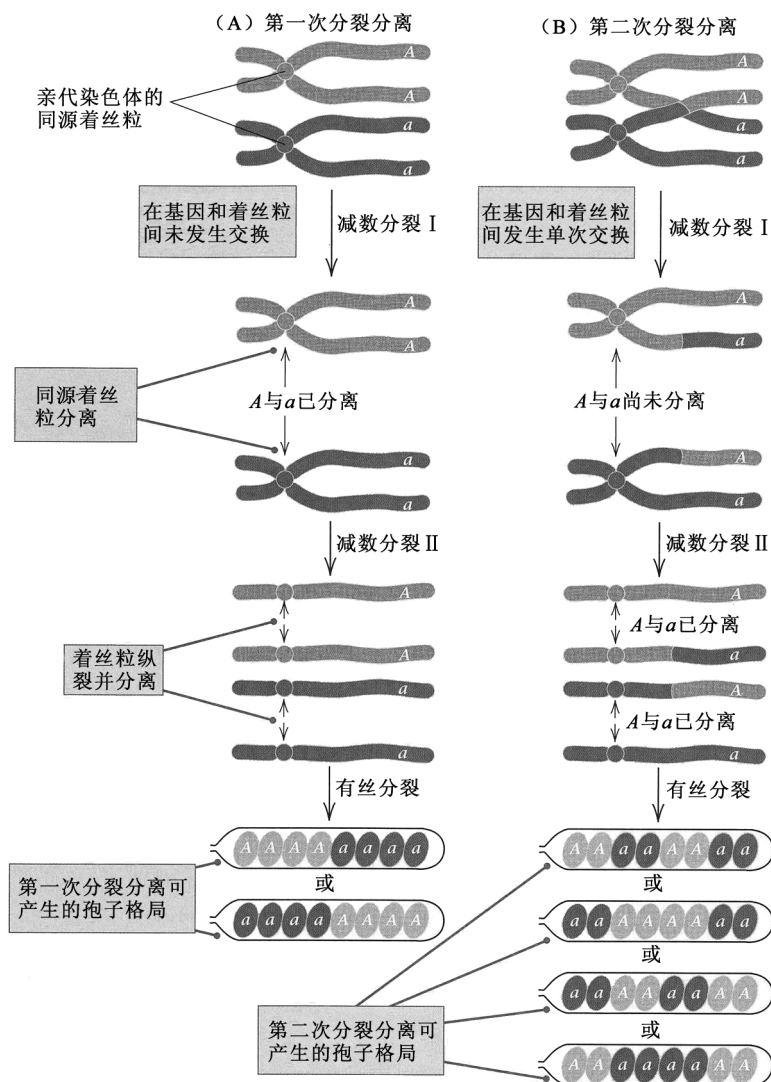 （A）第一次分裂分离
（B）第二次分裂分离
A
A
亲代染色体的
同源着丝粒
a
a
A
A
a
a
在基因和着丝粒
间未发生交换
减数分裂 I
在基因和着丝粒
间发生单次交换
减数分裂 I
A
A
A
a
同源着丝
粒分离
A与a已分离
A与a尚未分离
a
a
A
a
减数分裂 II
减数分裂 II
A
A
着丝粒纵
裂并分离
A与a已分离
A
a
a
A
A与a已分离
a
a
有丝分裂
有丝分裂
A A A A a a a a
A A a a A A a a
第一次分裂分离可
产生的孢子格局
或
或
a a a a A A A A
a a A A A A a a
或
a a A A a a A A
第二次分裂分离可
产生的孢子格局
或
A A a a a a A A